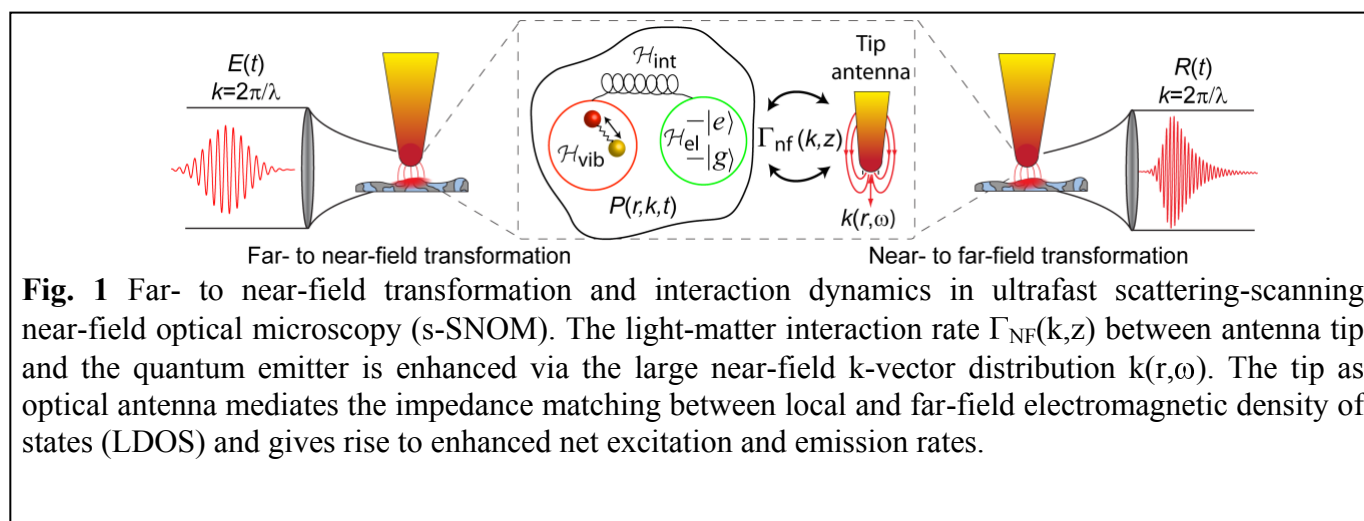 E(t)
k=2π/λ
Far- to near-field transformation
ℋint
ℋvib
ℋel
|e⟩
|g⟩
P(r,k,t)
Γnf(k,z)
Tip
antenna
k(r,ω)
R(t)
k=2π/λ
Near- to far-field transformation
Fig. 1 Far- to near-field transformation and interaction dynamics in ultrafast scattering-scanning
near-field optical microscopy (s-SNOM). The light-matter interaction rate ΓNF(k,z) between antenna tip
and the quantum emitter is enhanced via the large near-field k-vector distribution k(r,ω). The tip as
optical antenna mediates the impedance matching between local and far-field electromagnetic density of
states (LDOS) and gives rise to enhanced net excitation and emission rates.